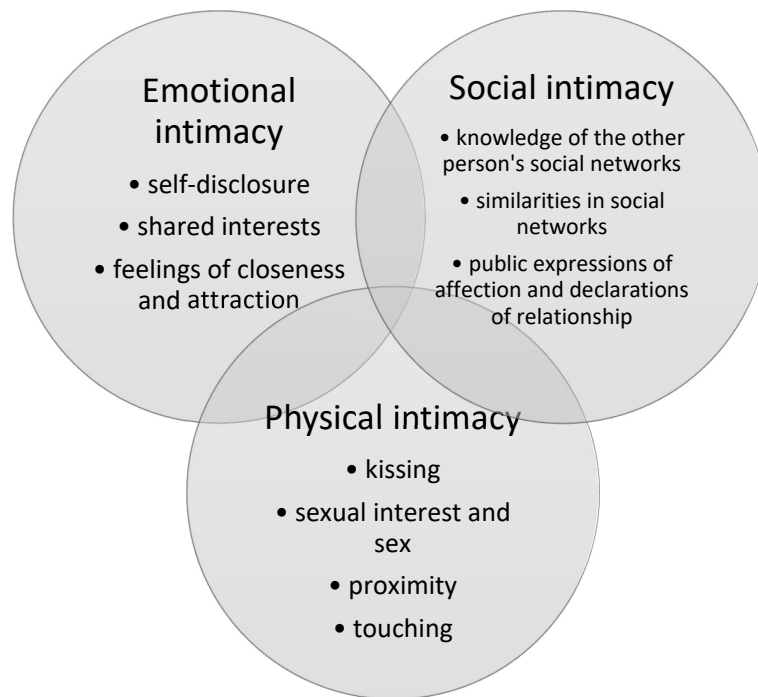 Emotional
intimacy
• self-disclosure
• shared interests
• feelings of closeness
and attraction
Social intimacy
• knowledge of the other
person's social networks
• similarities in social
networks
• public expressions of
affection and declarations
of relationship
Physical intimacy
• kissing
• sexual interest and
sex
• proximity
• touching